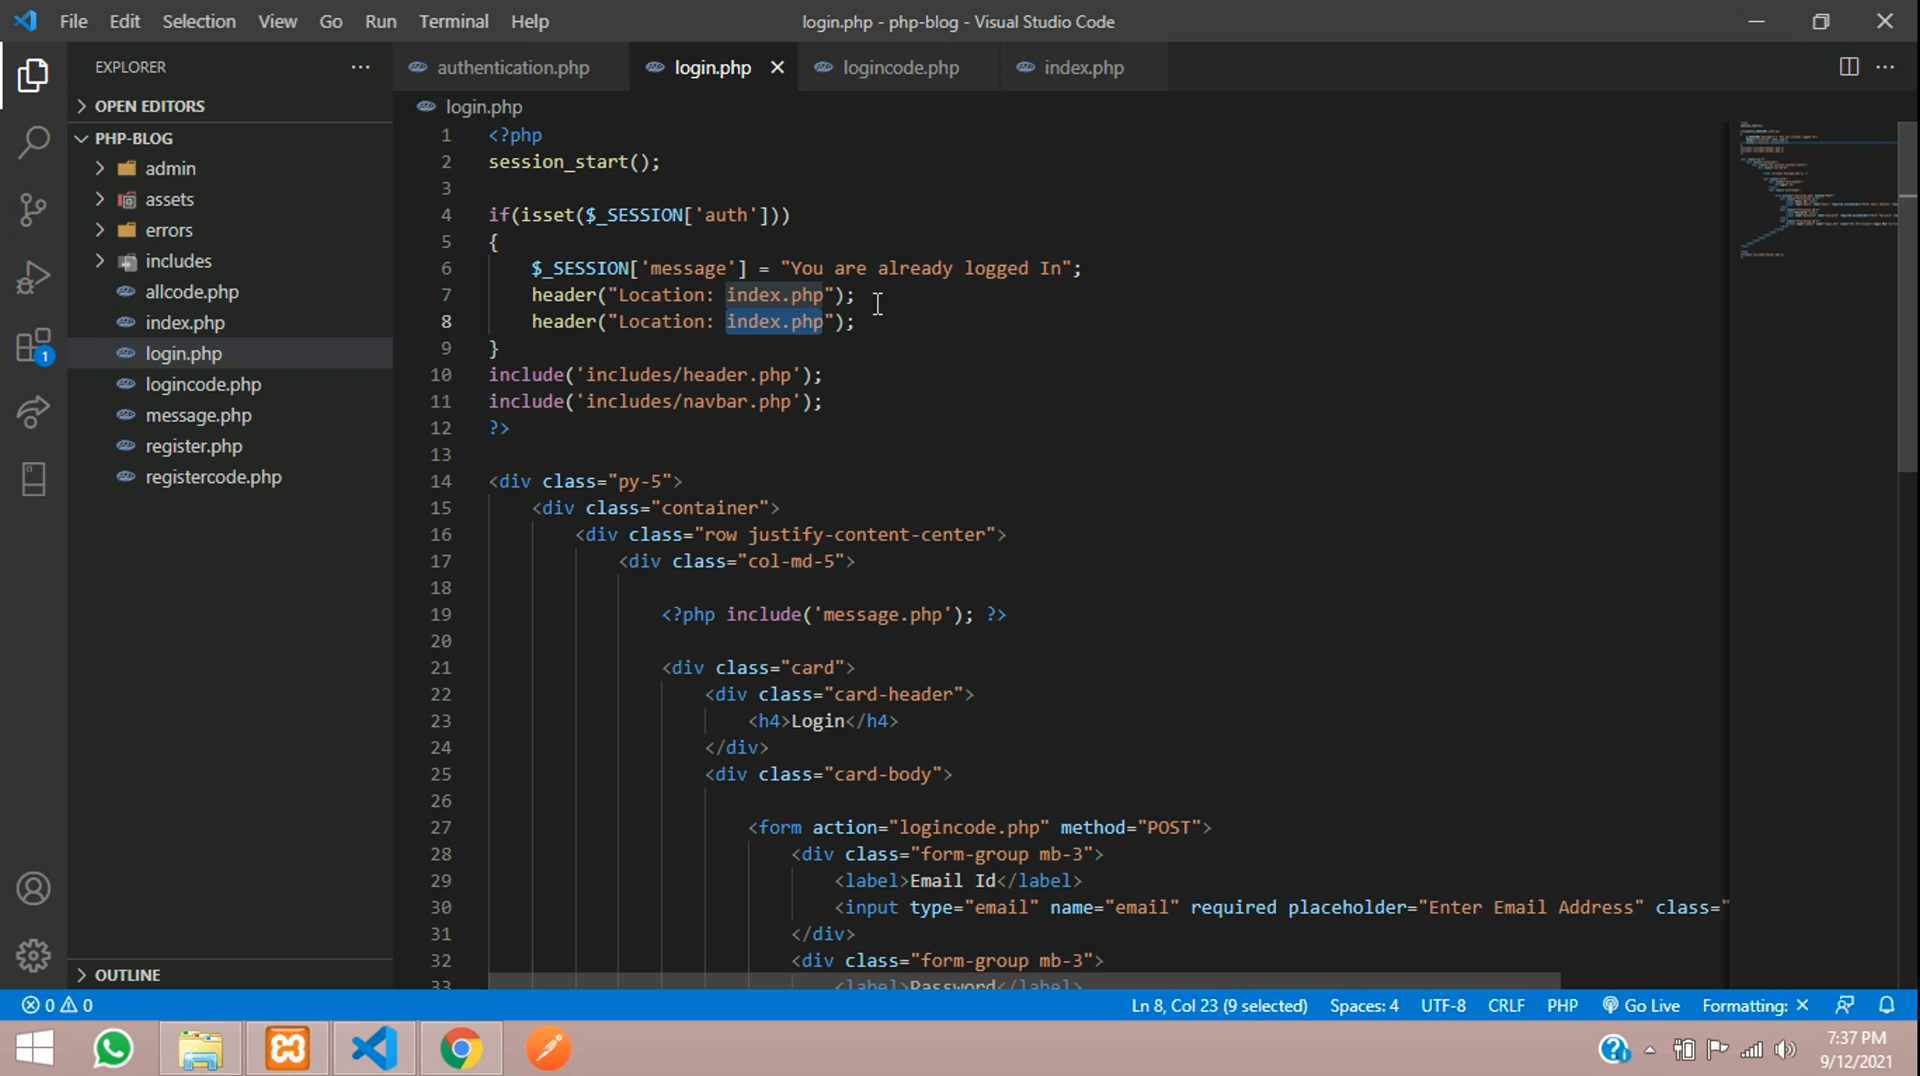 File Edit Selection View Go Run Terminal Help
login.php - php-blog - Visual Studio Code
EXPLORER
authentication.php
login.php
logincode.php
index.php
OPEN EDITORS
PHP-BLOG
admin
assets
errors
includes
allcode.php
index.php
login.php
logincode.php
message.php
register.php
registercode.php
OUTLINE
1
login.php
1 <?php
2 session_start();
3
4 if(isset($_SESSION['auth']))
5 {
6 $_SESSION['message'] = "You are already logged In";
7 header("Location: index.php");
8 header("Location: index.php");
9 }
10 include('includes/header.php');
11 include('includes/navbar.php');
12 ?>
13
14 <div class="py-5">
15 <div class="container">
16 <div class="row justify-content-center">
17 <div class="col-md-5">
18
19 <?php include('message.php'); ?>
20
21 <div class="card">
22 <div class="card-header">
23 <h4>Login</h4>
24 </div>
25 <div class="card-body">
26
27 <form action="logincode.php" method="POST">
28 <div class="form-group mb-3">
29 <label>Email Id</label>
30 <input type="email" name="email" required placeholder="Enter Email Address" class="
31 </div>
32 <div class="form-group mb-3">
33 <label>Password</label>
0 0
Ln 8, Col 23 (9 selected) Spaces: 4 UTF-8 CRLF PHP Go Live Formatting: ×
7:37 PM
9/12/2021